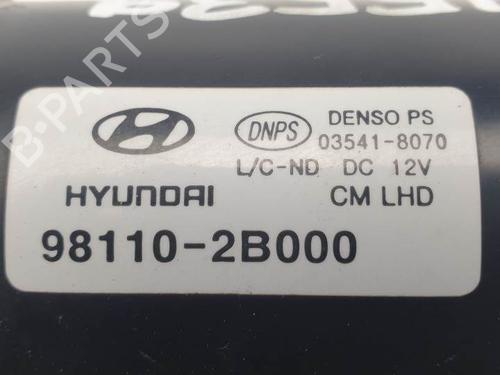 DNPS
DENSO PS
03541-8070
L/C-ND DC 12V
HYUNDAI
CM LHD
98110-2B000
B-PARTS